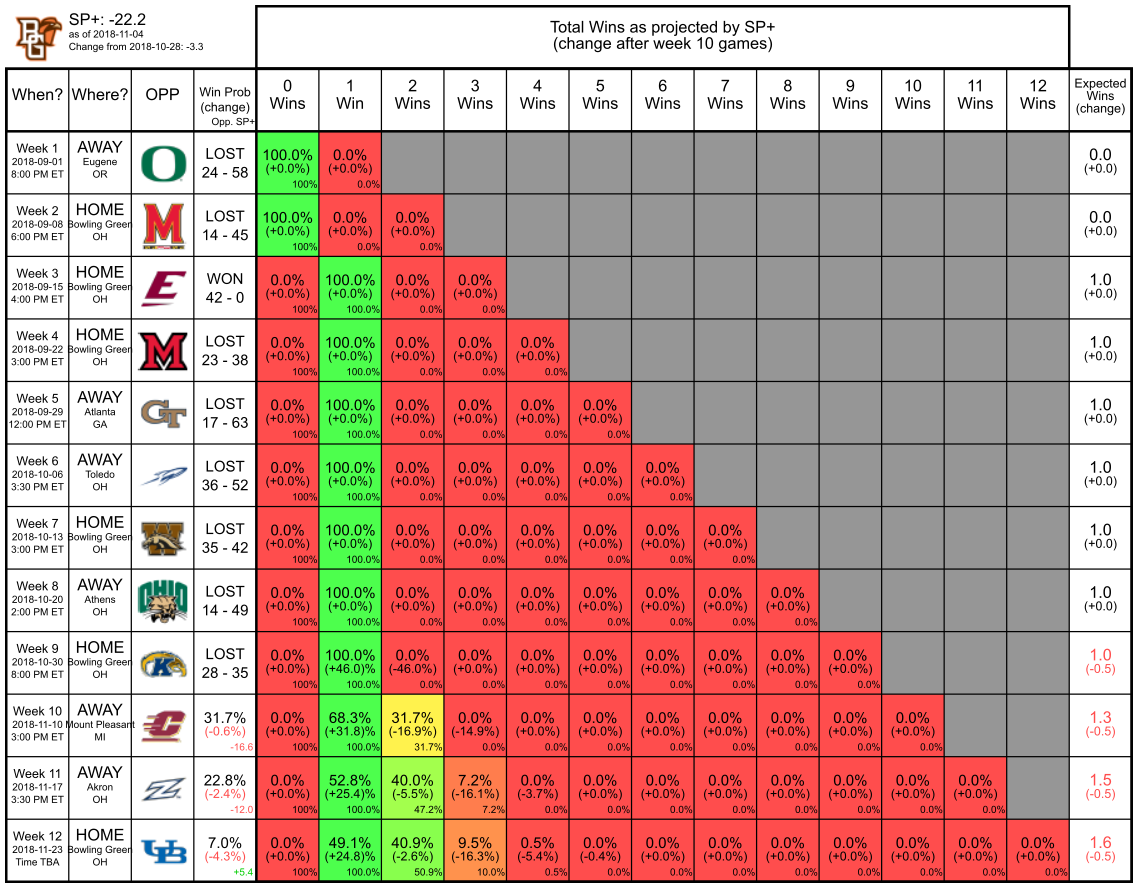 SP+: -22.2
as of 2018-11-04
Change from 2018-10-28: -3.3
Total Wins as projected by SP+
(change after week 10 games)
When? Where? OPP Win Prob (change) Opp. SP+ 0 Wins 1 Win 2 Wins 3 Wins 4 Wins 5 Wins 6 Wins 7 Wins 8 Wins 9 Wins 10 Wins 11 Wins 12 Wins Expected Wins (change)
Week 1 AWAY LOST 100.0% 0.0% 0.0
2018-09-01 Eugene (+0.0%) (+0.0%) (+0.0)
8:00 PM ET OR O 24 - 58 100% 0.0%
Week 2 HOME LOST 100.0% 0.0% 0.0% 0.0
2018-09-08 Bowling Green (+0.0%) (+0.0%) (+0.0%) (+0.0)
6:00 PM ET OH M 14 - 45 100% 0.0% 0.0%
Week 3 HOME WON 0.0% 100.0% 0.0% 0.0% 1.0
2018-09-15 Bowling Green (+0.0%) (+0.0%) (+0.0%) (+0.0%) (+0.0)
4:00 PM ET OH E 42 - 0 100% 100.0% 0.0% 0.0%
Week 4 HOME LOST 0.0% 100.0% 0.0% 0.0% 0.0% 1.0
2018-09-22 Bowling Green (+0.0%) (+0.0%) (+0.0%) (+0.0%) (+0.0%) (+0.0)
3:00 PM ET OH M 23 - 38 100% 100.0% 0.0% 0.0% 0.0%
Week 5 AWAY LOST 0.0% 100.0% 0.0% 0.0% 0.0% 0.0% 1.0
2018-09-29 Atlanta (+0.0%) (+0.0%) (+0.0%) (+0.0%) (+0.0%) (+0.0%) (+0.0)
12:00 PM ET GA GT 17 - 63 100% 100.0% 0.0% 0.0% 0.0% 0.0%
Week 6 AWAY LOST 0.0% 100.0% 0.0% 0.0% 0.0% 0.0% 0.0% 1.0
2018-10-06 Toledo (+0.0%) (+0.0%) (+0.0%) (+0.0%) (+0.0%) (+0.0%) (+0.0%) (+0.0)
3:30 PM ET OH 36 - 52 100% 100.0% 0.0% 0.0% 0.0% 0.0% 0.0%
Week 7 HOME LOST 0.0% 100.0% 0.0% 0.0% 0.0% 0.0% 0.0% 0.0% 1.0
2018-10-13 Bowling Green (+0.0%) (+0.0%) (+0.0%) (+0.0%) (+0.0%) (+0.0%) (+0.0%) (+0.0%) (+0.0)
3:00 PM ET OH W 35 - 42 100% 100.0% 0.0% 0.0% 0.0% 0.0% 0.0% 0.0%
Week 8 AWAY LOST 0.0% 100.0% 0.0% 0.0% 0.0% 0.0% 0.0% 0.0% 0.0% 1.0
2018-10-20 Athens (+0.0%) (+0.0%) (+0.0%) (+0.0%) (+0.0%) (+0.0%) (+0.0%) (+0.0%) (+0.0%) (+0.0)
2:00 PM ET OH OHIO 14 - 49 100% 100.0% 0.0% 0.0% 0.0% 0.0% 0.0% 0.0% 0.0%
Week 9 HOME LOST 0.0% 100.0% 0.0% 0.0% 0.0% 0.0% 0.0% 0.0% 0.0% 0.0% 1.0
2018-10-30 Bowling Green (+0.0%) (+46.0)% (-46.0%) (+0.0%) (+0.0%) (+0.0%) (+0.0%) (+0.0%) (+0.0%) (+0.0%) (-0.5)
8:00 PM ET OH K 28 - 35 100% 100.0% 0.0% 0.0% 0.0% 0.0% 0.0% 0.0% 0.0% 0.0%
Week 10 AWAY 31.7% 0.0% 68.3% 31.7% 0.0% 0.0% 0.0% 0.0% 0.0% 0.0% 0.0% 0.0% 1.3
2018-11-10 Mount Pleasant (-0.6%) (+0.0%) (+31.8)% (-16.9%) (-14.9%) (+0.0%) (+0.0%) (+0.0%) (+0.0%) (+0.0%) (+0.0%) (+0.0%) (-0.5)
3:00 PM ET MI C -16.6 100% 100.0% 31.7% 0.0% 0.0% 0.0% 0.0% 0.0% 0.0% 0.0% 0.0%
Week 11 AWAY 22.8% 0.0% 52.8% 40.0% 7.2% 0.0% 0.0% 0.0% 0.0% 0.0% 0.0% 0.0% 0.0% 1.5
2018-11-17 Akron (-2.4%) (+0.0%) (+25.4)% (-5.5%) (-16.1%) (-3.7%) (+0.0%) (+0.0%) (+0.0%) (+0.0%) (+0.0%) (+0.0%) (+0.0%) (-0.5)
3:30 PM ET OH Z -12.0 100% 100.0% 47.2% 7.2% 0.0% 0.0% 0.0% 0.0% 0.0% 0.0% 0.0% 0.0%
Week 12 HOME 7.0% 0.0% 49.1% 40.9% 9.5% 0.5% 0.0% 0.0% 0.0% 0.0% 0.0% 0.0% 0.0% 0.0% 1.6
2018-11-23 Bowling Green (-4.3%) (+0.0%) (+24.8)% (-2.6%) (-16.3%) (-5.4%) (-0.4%) (+0.0%) (+0.0%) (+0.0%) (+0.0%) (+0.0%) (+0.0%) (+0.0%) (-0.5)
Time TBA OH UB +5.4 100% 100.0% 50.9% 10.0% 0.5% 0.0% 0.0% 0.0% 0.0% 0.0% 0.0% 0.0% 0.0%